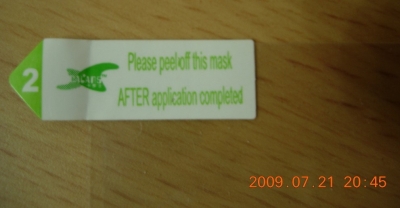 2
Please peel-off this mask
AFTER application completed
2009.07.21 20:45